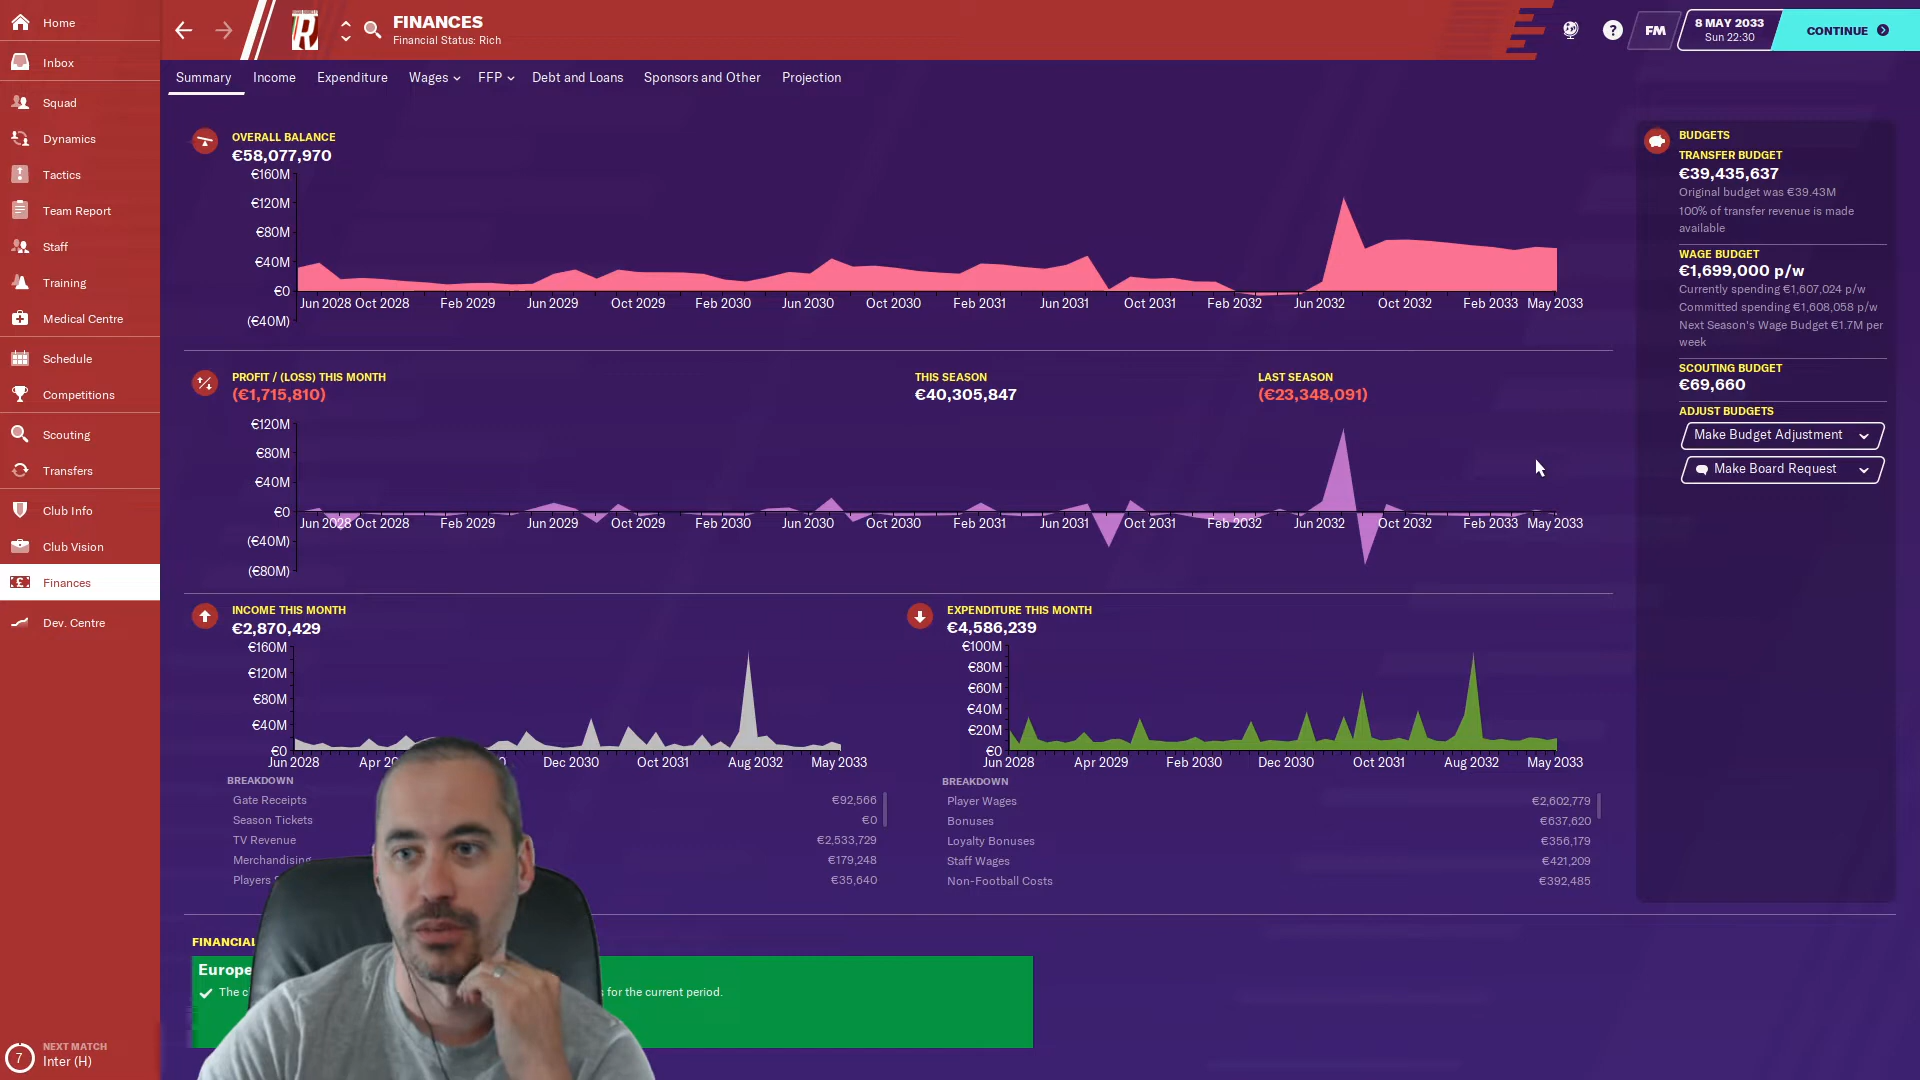 Home
Inbox
Squad
Dynamics
Tactics
Team Report
Staff
Training
Medical Centre
Schedule
Competitions
Scouting
Transfers
Club Info
Club Vision
Finances
Dev. Centre
7
NEXT MATCH
Inter (H)
R
FINANCES
Financial Status: Rich
?
FM
8 MAY 2033
Sun 22:30
CONTINUE
Summary Income Expenditure Wages FFP Debt and Loans Sponsors and Other Projection
OVERALL BALANCE
€58,077,970
€160M
€120M
€80M
€40M
€0
(€40M)
Jun 2028 Oct 2028 Feb 2029 Jun 2029 Oct 2029 Feb 2030 Jun 2030 Oct 2030 Feb 2031 Jun 2031 Oct 2031 Feb 2032 Jun 2032 Oct 2032 Feb 2033 May 2033
PROFIT / (LOSS) THIS MONTH
(€1,715,810)
THIS SEASON
€40,305,847
LAST SEASON
(€23,348,091)
€120M
€80M
€40M
€0
(€40M)
(€80M)
Jun 2028 Oct 2028 Feb 2029 Jun 2029 Oct 2029 Feb 2030 Jun 2030 Oct 2030 Feb 2031 Jun 2031 Oct 2031 Feb 2032 Jun 2032 Oct 2032 Feb 2033 May 2033
INCOME THIS MONTH
€2,870,429
€160M
€120M
€80M
€40M
€0
Jun 2028 Apr Dec 2030 Oct 2031 Aug 2032 May 2033
BREAKDOWN
Gate Receipts €92,566
Season Tickets €0
TV Revenue €2,533,729
Merchandising €179,248
Players €35,640
EXPENDITURE THIS MONTH
€4,586,239
€100M
€80M
€60M
€40M
€20M
€0
Jun 2028 Apr 2029 Feb 2030 Dec 2030 Oct 2031 Aug 2032 May 2033
BREAKDOWN
Player Wages €2,602,779
Bonuses €637,620
Loyalty Bonuses €356,179
Staff Wages €421,209
Non-Football Costs €392,485
FINANCIAL
Europe
The c
s for the current period.
BUDGETS
TRANSFER BUDGET
€39,435,637
Original budget was €39.43M
100% of transfer revenue is made
available
WAGE BUDGET
€1,699,000 p/w
Currently spending €1,607,024 p/w
Committed spending €1,608,058 p/w
Next Season's Wage Budget €1.7M per
week
SCOUTING BUDGET
€69,660
ADJUST BUDGETS
Make Budget Adjustment
Make Board Request